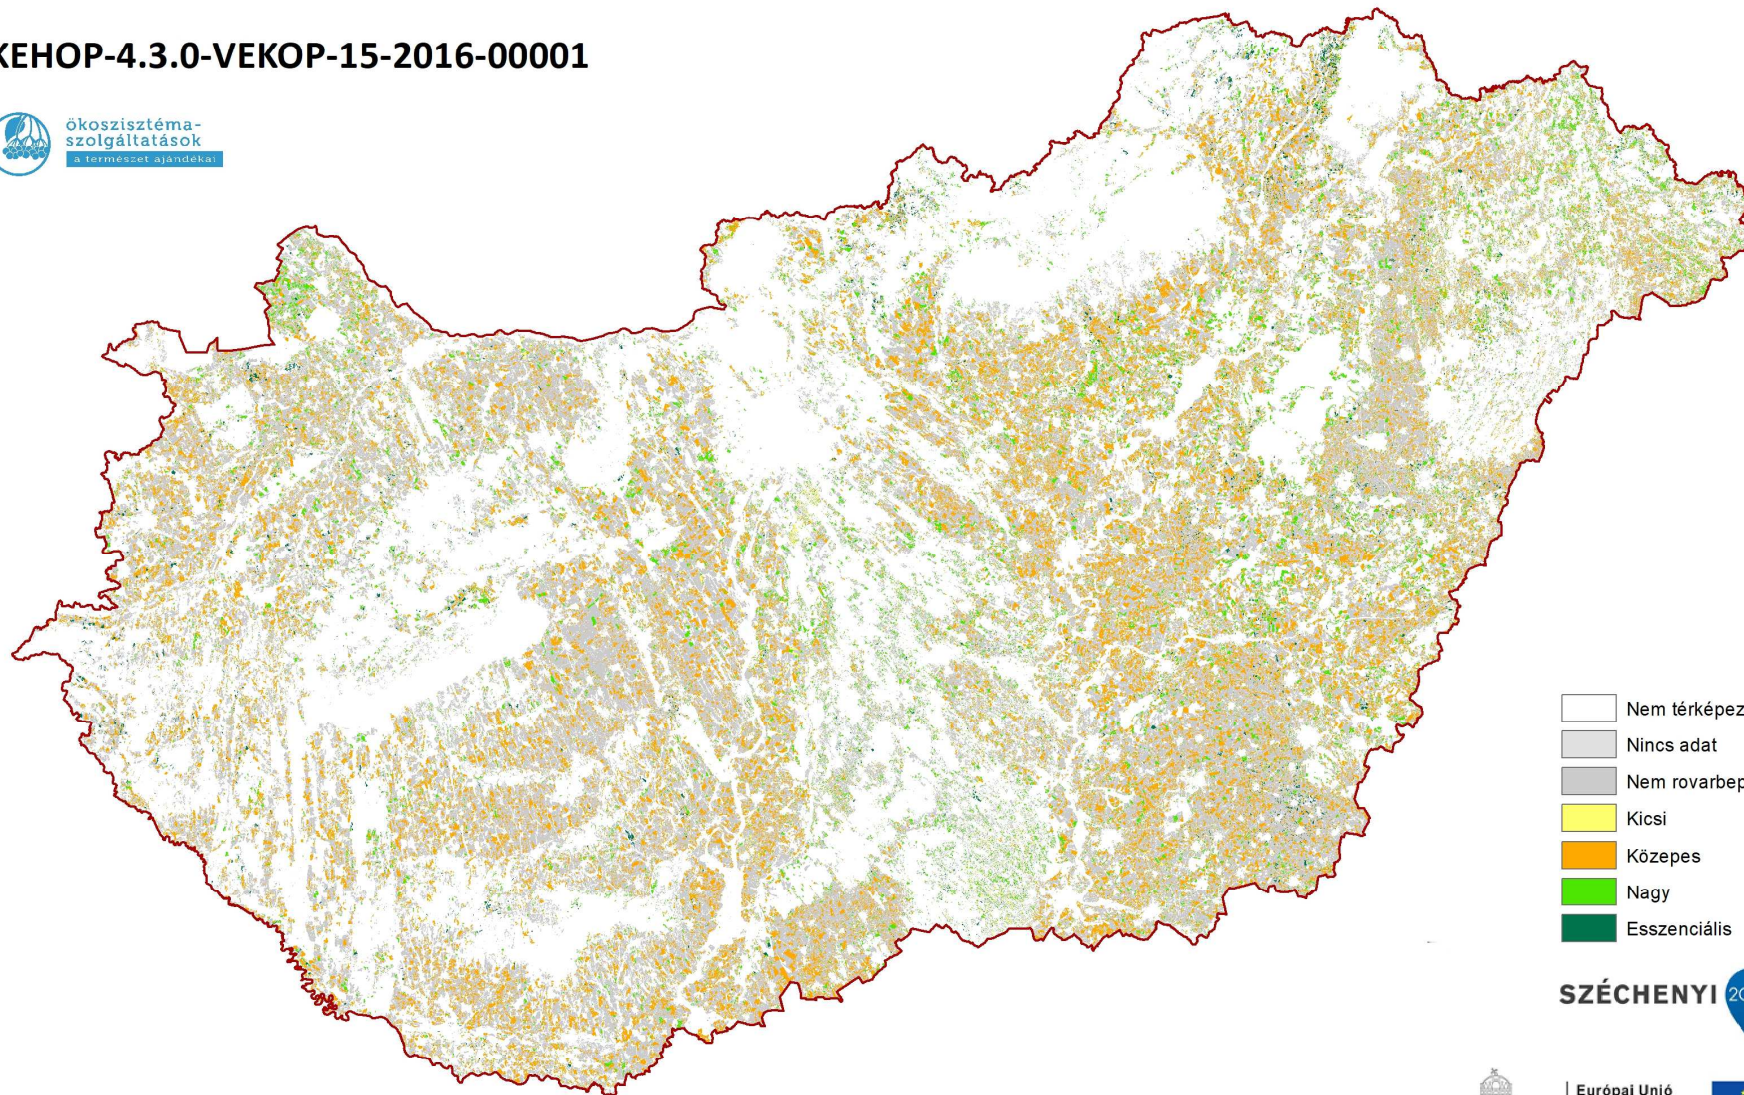 KEHOP-4.3.0-VEKOP-15-2016-00001
ökoszisztéma-
szolgáltatások
a természet ajándékai
Nem térképez
Nincs adat
Nem rovarbep
Kicsi
Közepes
Nagy
Esszenciális
SZÉCHENYI 20
Európai Unió